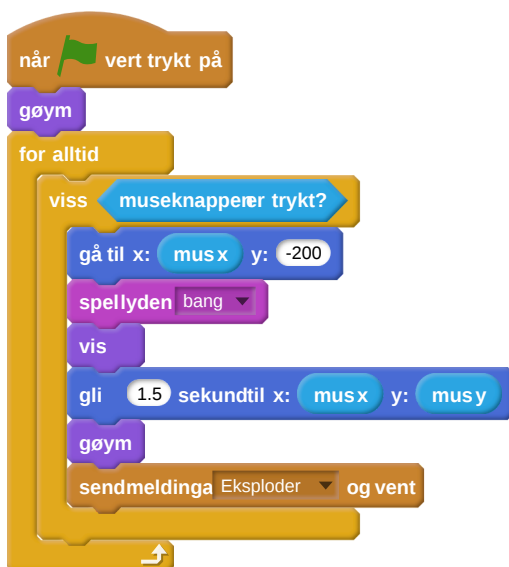 når vert trykt på
gøym
for alltid
viss museknappen er trykt?
gå til x: mus x y: -200
spel lyden bang
vis
gli 1.5 sekund til x: mus x y: mus y
gøym
send meldinga Eksploder og vent